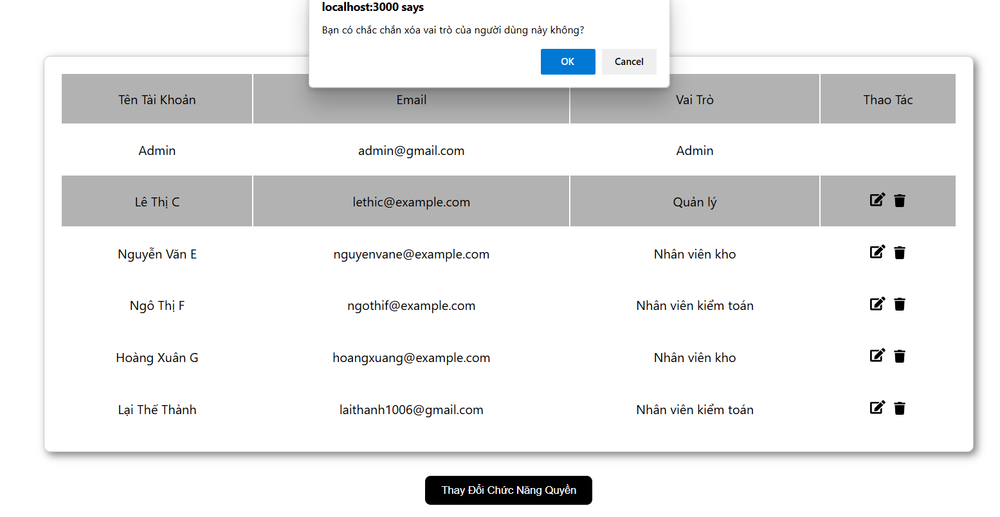 localhost:3000 says
Bạn có chắc chắn xóa vai trò của người dùng này không?
OK Cancel
Tên Tài Khoản Email Vai Trò Thao Tác
Admin admin@gmail.com Admin
Lê Thị C lethic@example.com Quản lý
Nguyễn Văn E nguyenvane@example.com Nhân viên kho
Ngô Thị F ngothif@example.com Nhân viên kiểm toán
Hoàng Xuân G hoangxuang@example.com Nhân viên kho
Lại Thế Thành laithanh1006@gmail.com Nhân viên kiểm toán
Thay Đổi Chức Năng Quyền